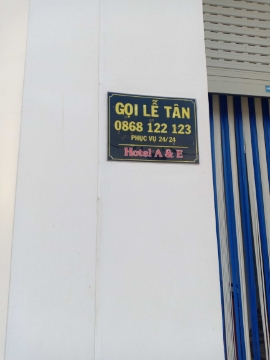 GỌI LỄ TÂN
0868 122 123
PHỤC VỤ 24/24
Hotel A & E